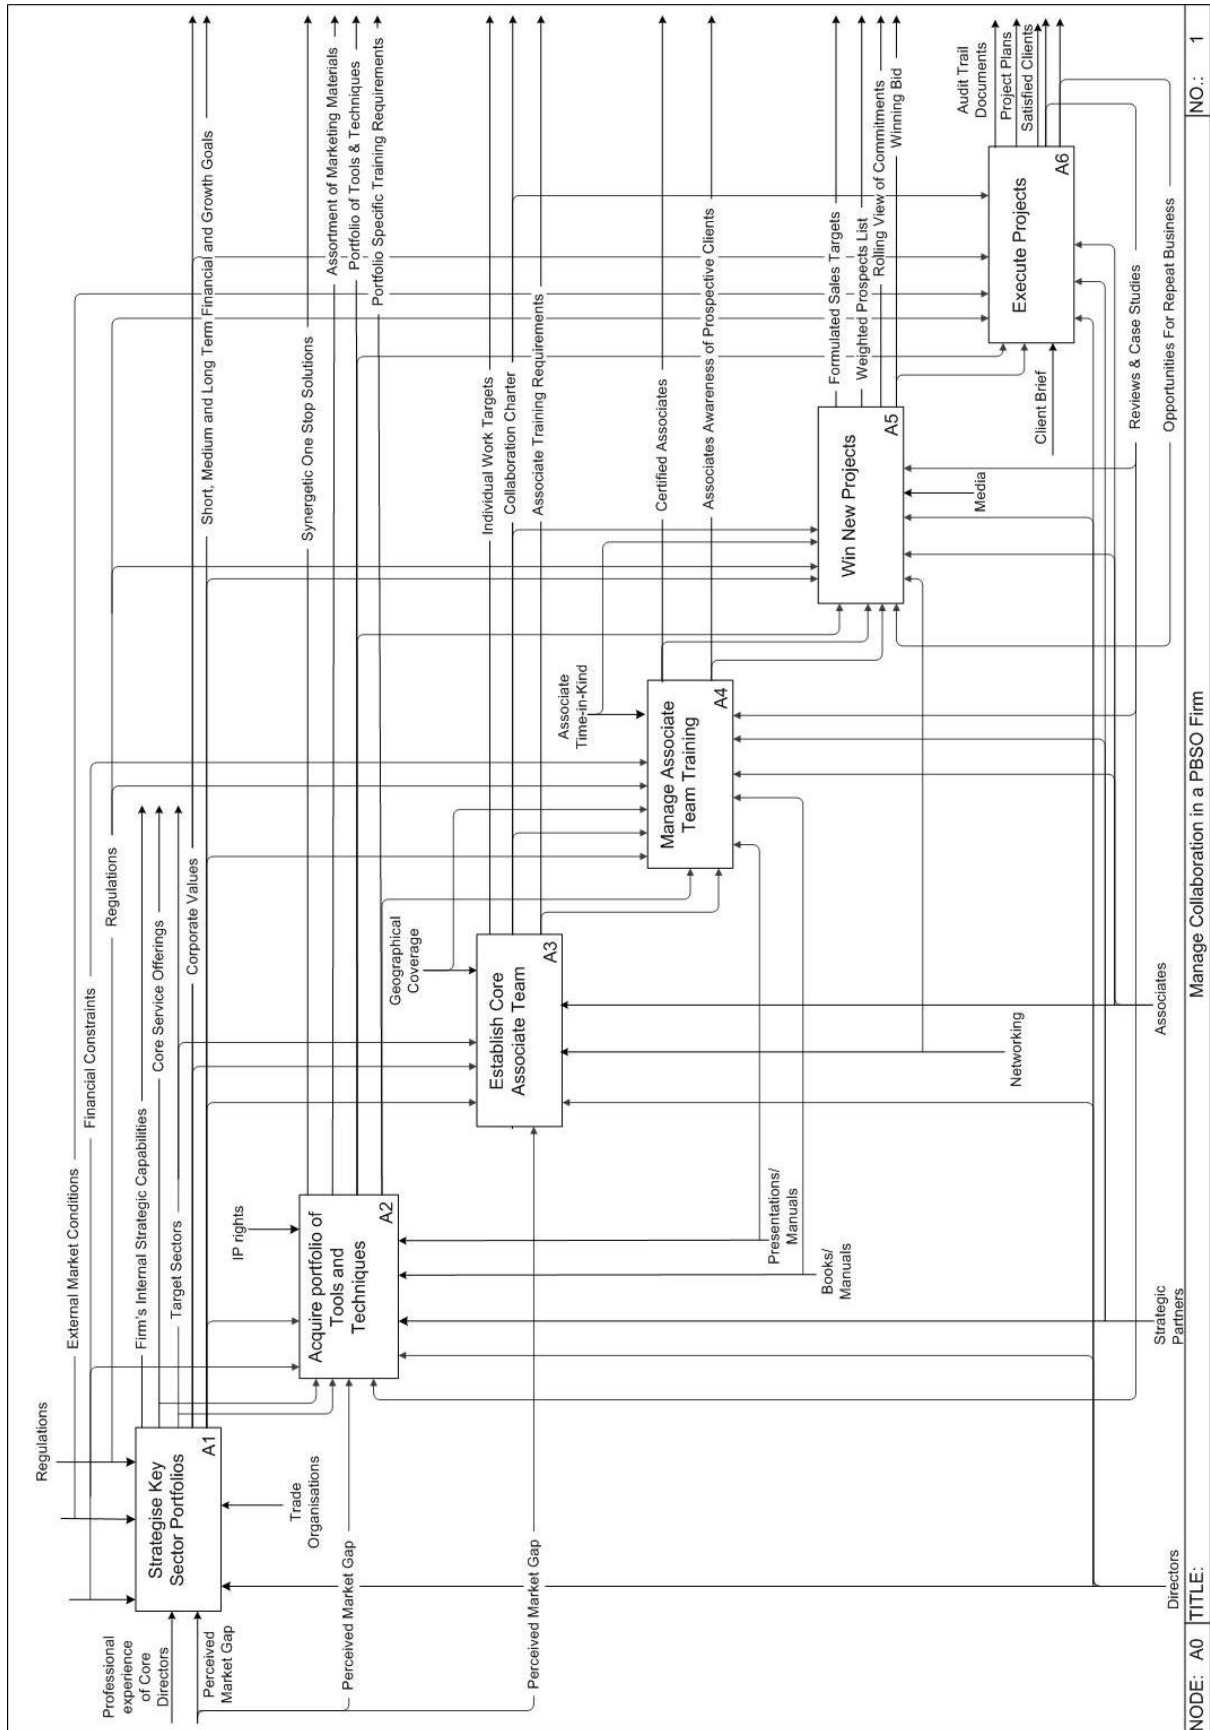 Regulations
External Market Conditions
Financial Constraints
Regulations
Firm's Internal Strategic Capabilities
Core Service Offerings
Target Sectors
Corporate Values
Short, Medium and Long Term Financial and Growth Goals
Professional
experience
of Core
Directors
Perceived
Market Gap
Strategise Key
Sector Portfolios
A1
Trade
Organisations
IP rights
Synergetic One Stop Solutions
Assortment of Marketing Materials
Portfolio of Tools & Techniques
Portfolio Specific Training Requirements
Acquire portfolio of
Tools and
Techniques
A2
Perceived Market Gap
Geographical
Coverage
Individual Work Targets
Collaboration Charter
Associate Training Requirements
Establish Core
Associate Team
A3
Perceived Market Gap
Associate
Time-in-Kind
Certified Associates
Associates Awareness of Prospective Clients
Manage Associate
Team Training
A4
Presentations/
Manuals
Books/
Manuals
Formulated Sales Targets
Weighted Prospects List
Rolling View of Commitments
Winning Bid
Win New Projects
A5
Media
Networking
Audit Trail
Documents
Project Plans
Satisfied Clients
Execute Projects
A6
Client Brief
Reviews & Case Studies
Opportunities For Repeat Business
Directors
Strategic
Partners
Associates
NODE: A0
TITLE:
Manage Collaboration in a PBSO Firm
NO.: 1